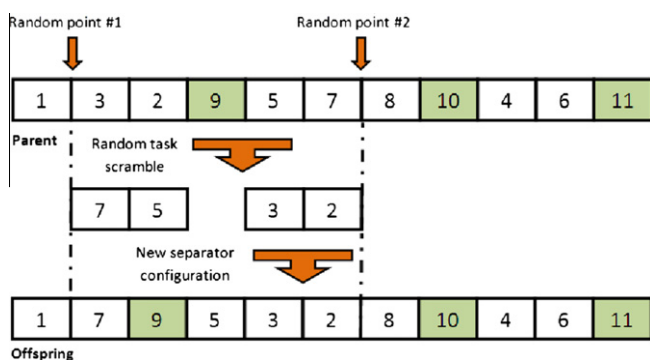 Random point #1 Random point #2
1 3 2 9 5 7 8 10 4 6 11
Parent
Random task
scramble
7 5 3 2
New separator
configuration
1 7 9 5 3 2 8 10 4 6 11
Offspring